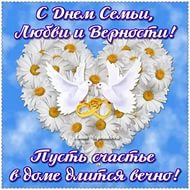 С Днем Семьи,
Любви и Верности!
Пусть счастье
в доме длится вечно!